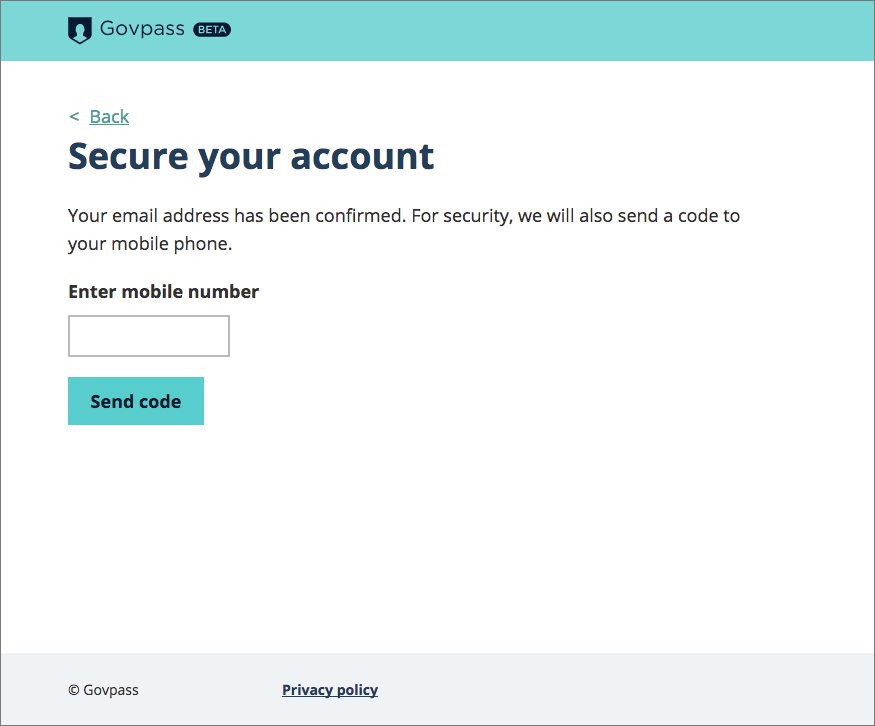 Govpass BETA
< Back
Secure your account
Your email address has been confirmed. For security, we will also send a code to
your mobile phone.
Enter mobile number
Send code
© Govpass Privacy policy